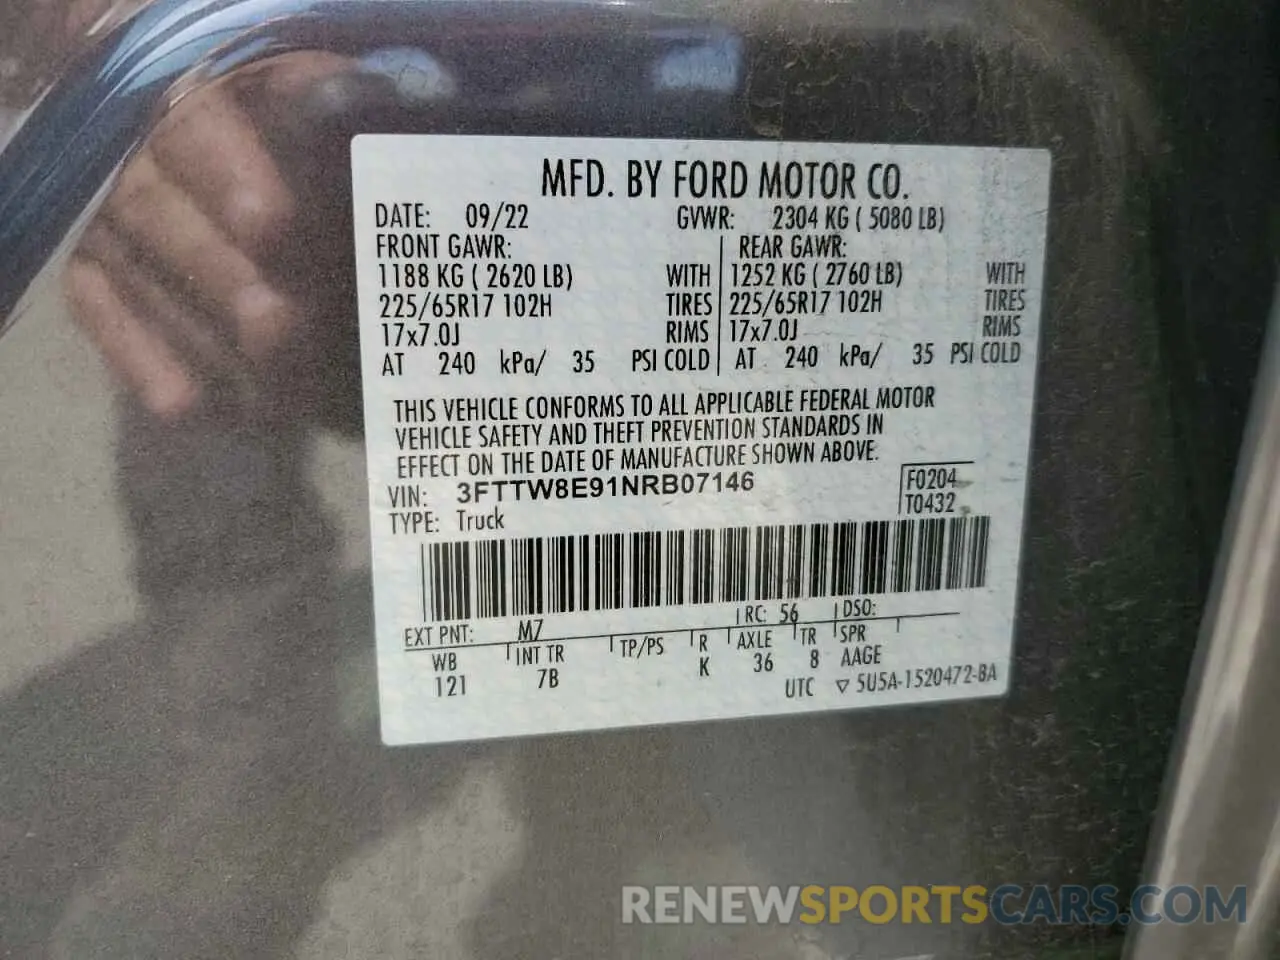 MFD. BY FORD MOTOR CO.
DATE: 09/22 GVWR: 2304 KG ( 5080 LB)
FRONT GAWR: REAR GAWR:
1188 KG ( 2620 LB) WITH 1252 KG ( 2760 LB) WITH
225/65R17 102H TIRES 225/65R17 102H TIRES
17x7.0J RIMS 17x7.0J RIMS
AT 240 kPa/ 35 PSI COLD AT 240 kPa/ 35 PSI COLD
THIS VEHICLE CONFORMS TO ALL APPLICABLE FEDERAL MOTOR
VEHICLE SAFETY AND THEFT PREVENTION STANDARDS IN
EFFECT ON THE DATE OF MANUFACTURE SHOWN ABOVE.
VIN: 3FTTW8E91NRB07146 F0204
TYPE: Truck T0432
EXT PNT: M7 RC: 56 DSO:
WB INT TR TP/PS R AXLE TR SPR
121 7B K 36 8 AAGE
UTC ▽ 5U5A-1520472-BA
RENEWSPORTSCARS.COM